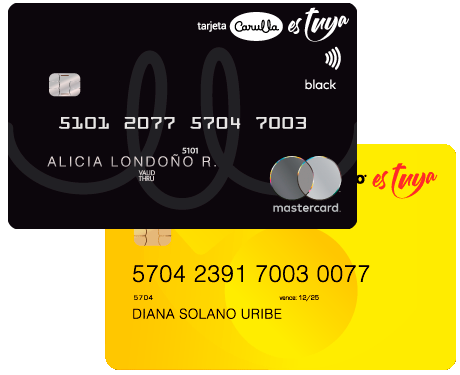 tarjeta Carulla es tuya
black
5101 2077 5704 7003
5101
ALICIA LONDOÑO R.
VALID
THRU
mastercard.
es tuya
5704 2391 7003 0077
5704 vence: 12/25
DIANA SOLANO URIBE